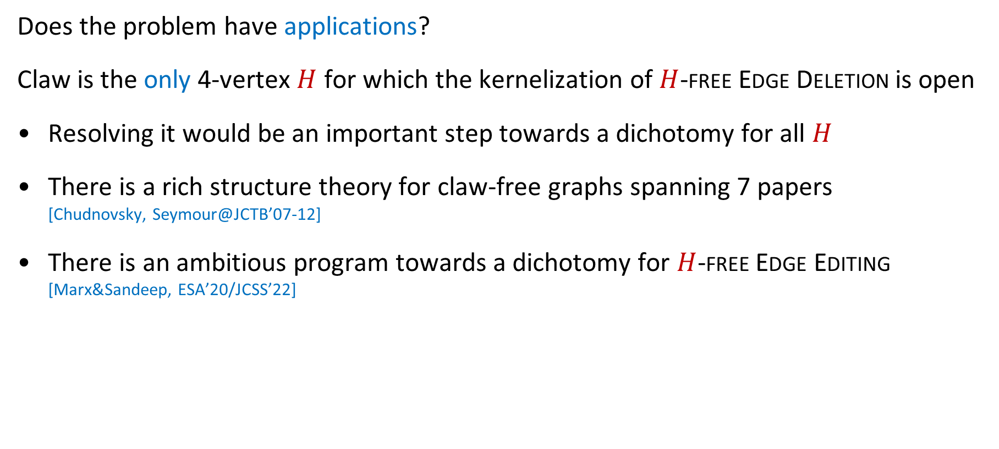 Does the problem have applications?
Claw is the only 4-vertex H for which the kernelization of H-FREE EDGE DELETION is open
• Resolving it would be an important step towards a dichotomy for all H
• There is a rich structure theory for claw-free graphs spanning 7 papers
[Chudnovsky, Seymour@JCTB’07-12]
• There is an ambitious program towards a dichotomy for H-FREE EDGE EDITING
[Marx&Sandeep, ESA’20/JCSS’22]